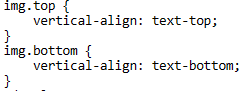 img.top {
    vertical-align: text-top;
}
img.bottom {
    vertical-align: text-bottom;
}